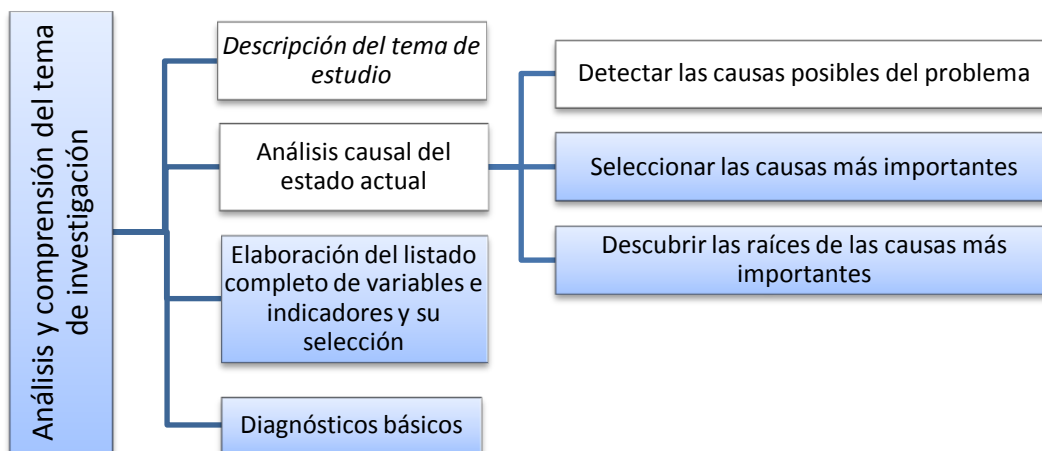 Análisis y comprensión del tema
de investigación
Descripción del tema de
estudio
Análisis causal del
estado actual
Elaboración del listado
completo de variables e
indicadores y su
selección
Diagnósticos básicos
Detectar las causas posibles del problema
Seleccionar las causas más importantes
Descubrir las raíces de las causas más
importantes